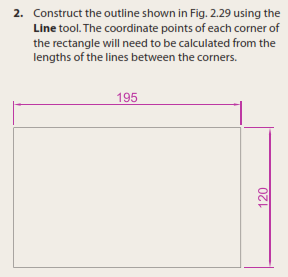 2. Construct the outline shown in Fig. 2.29 using the
Line tool. The coordinate points of each corner of
the rectangle will need to be calculated from the
lengths of the lines between the corners.
195
120